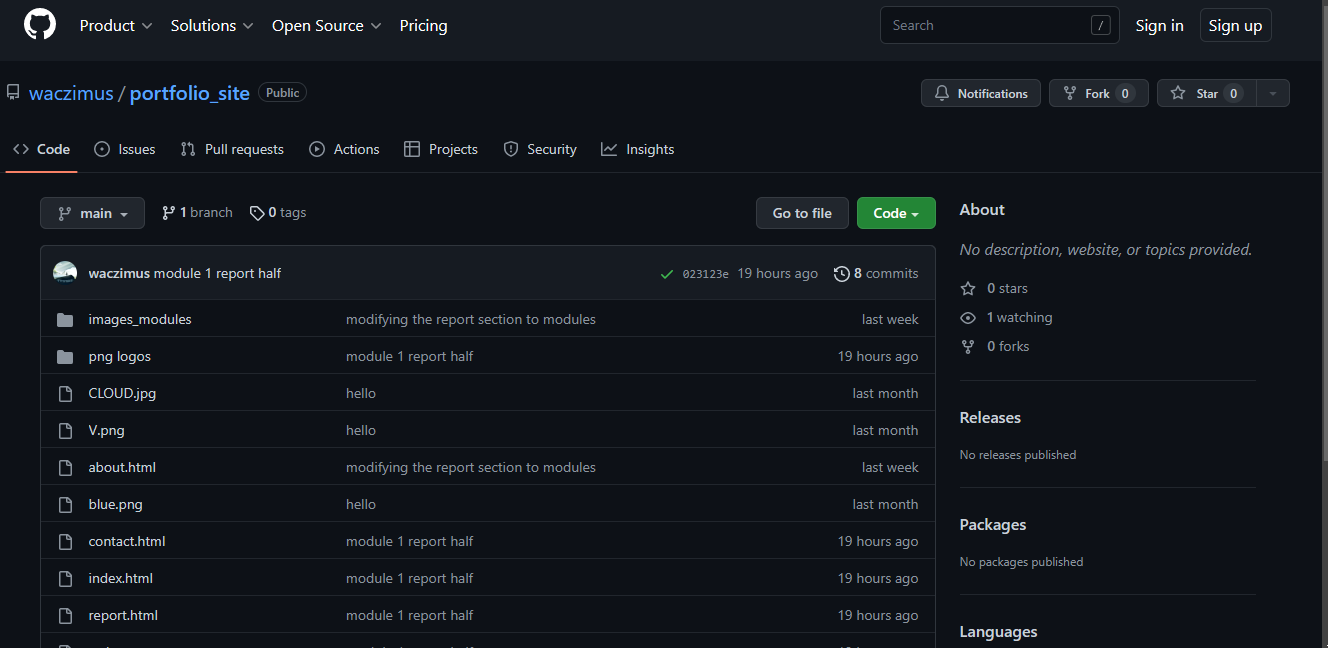 Product Solutions Open Source Pricing Search / Sign in Sign up
waczimus / portfolio_site Public Notifications Fork 0 Star 0
Code Issues Pull requests Actions Projects Security Insights
main 1 branch 0 tags Go to file Code
waczimus module 1 report half 023123e 19 hours ago 8 commits
images_modules modifying the report section to modules last week
png logos module 1 report half 19 hours ago
CLOUD.jpg hello last month
V.png hello last month
about.html modifying the report section to modules last week
blue.png hello last month
contact.html module 1 report half 19 hours ago
index.html module 1 report half 19 hours ago
report.html module 1 report half 19 hours ago
About
No description, website, or topics provided.
0 stars
1 watching
0 forks
Releases
No releases published
Packages
No packages published
Languages